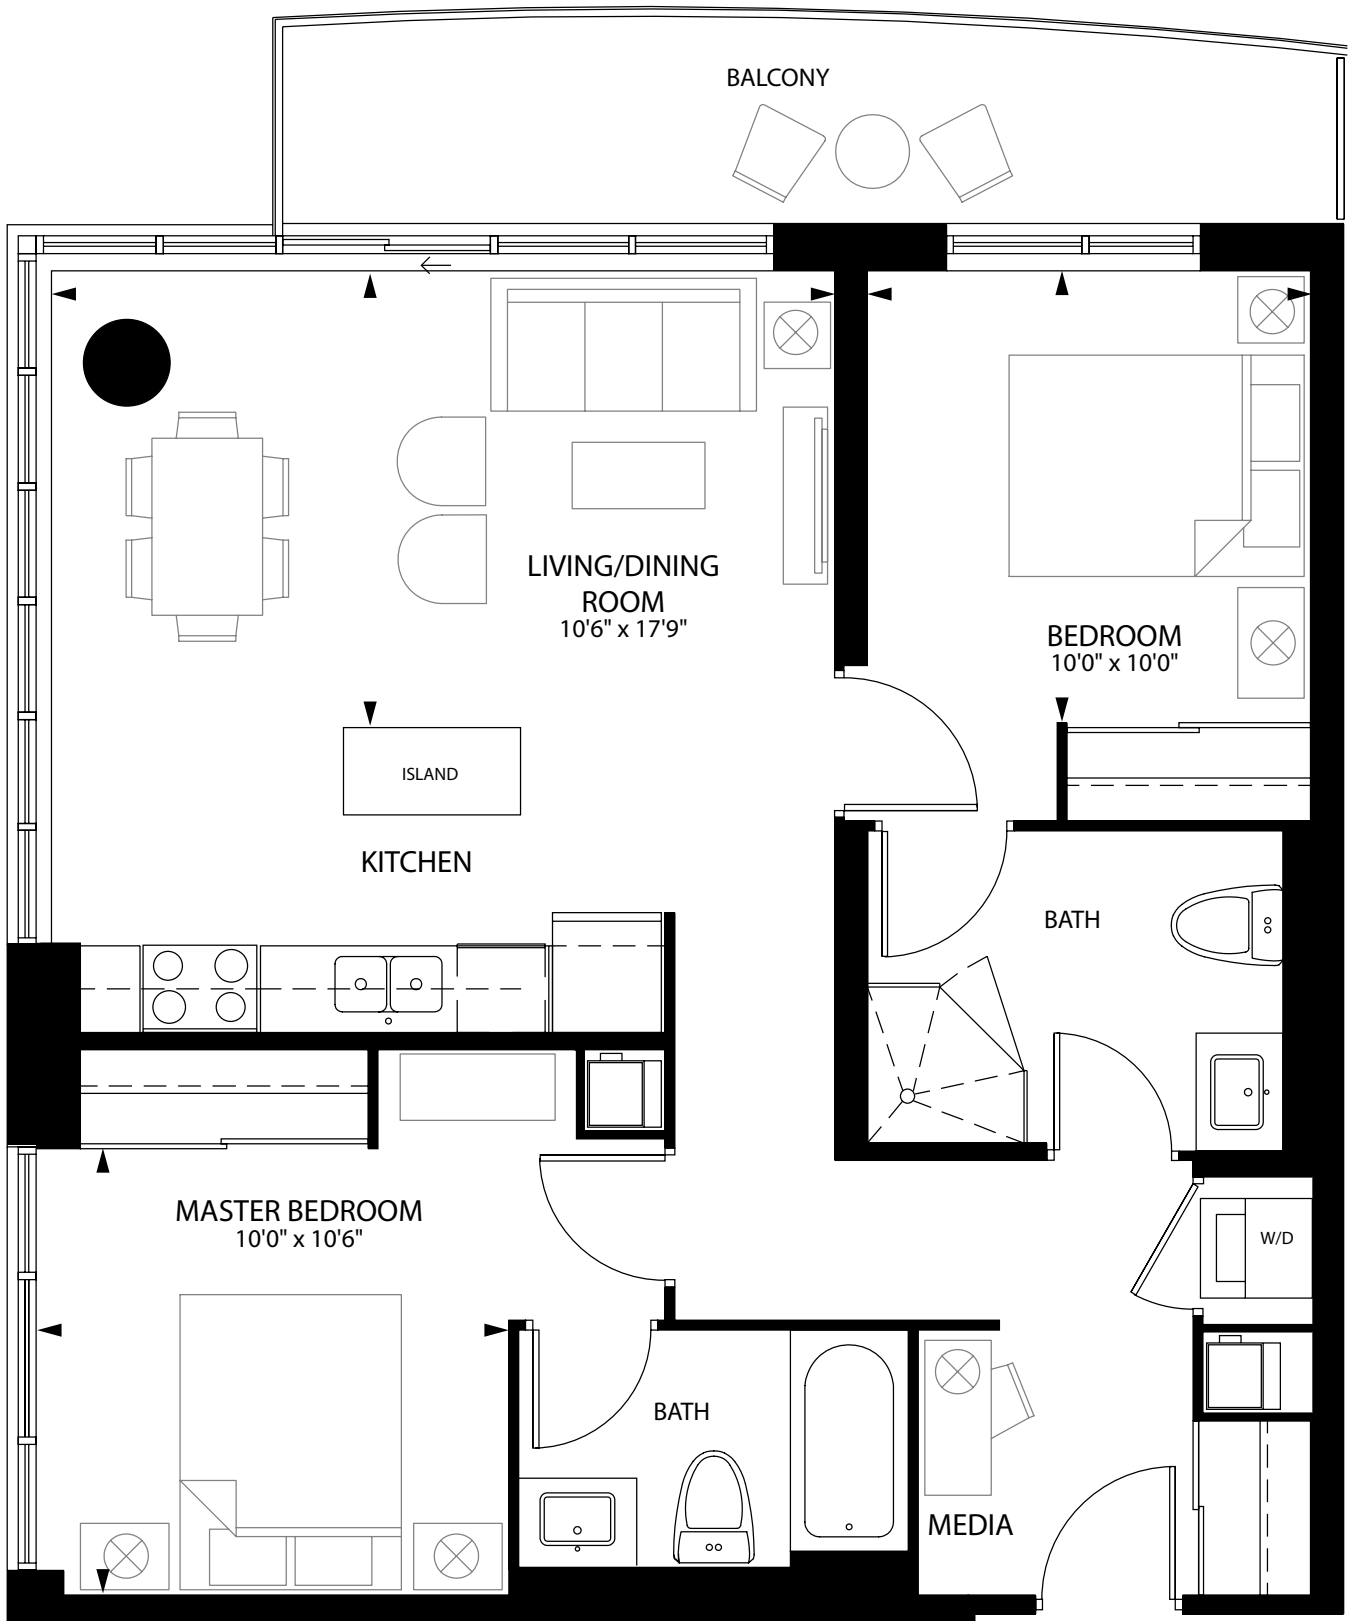 BALCONY
LIVING/DINING
ROOM
10'6" x 17'9"
BEDROOM
10'0" x 10'0"
ISLAND
KITCHEN
BATH
MASTER BEDROOM
10'0" x 10'6"
W/D
BATH
MEDIA